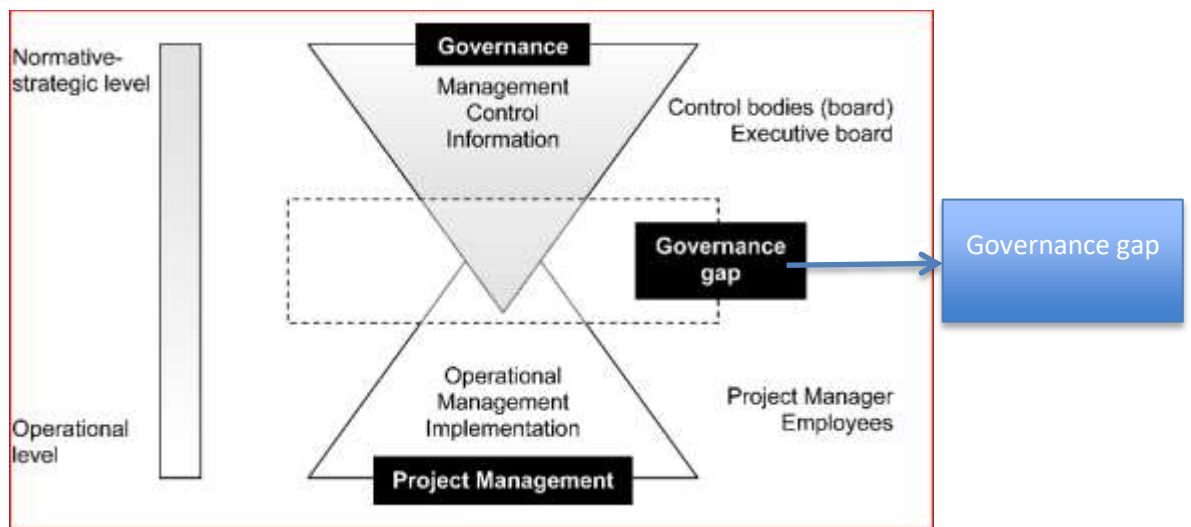 Governance
Normative-
strategic level
Management
Control
Information
Control bodies (board)
Executive board
Governance
gap
Governance gap
Operational
Management
Implementation
Project Manager
Employees
Operational
level
Project Management